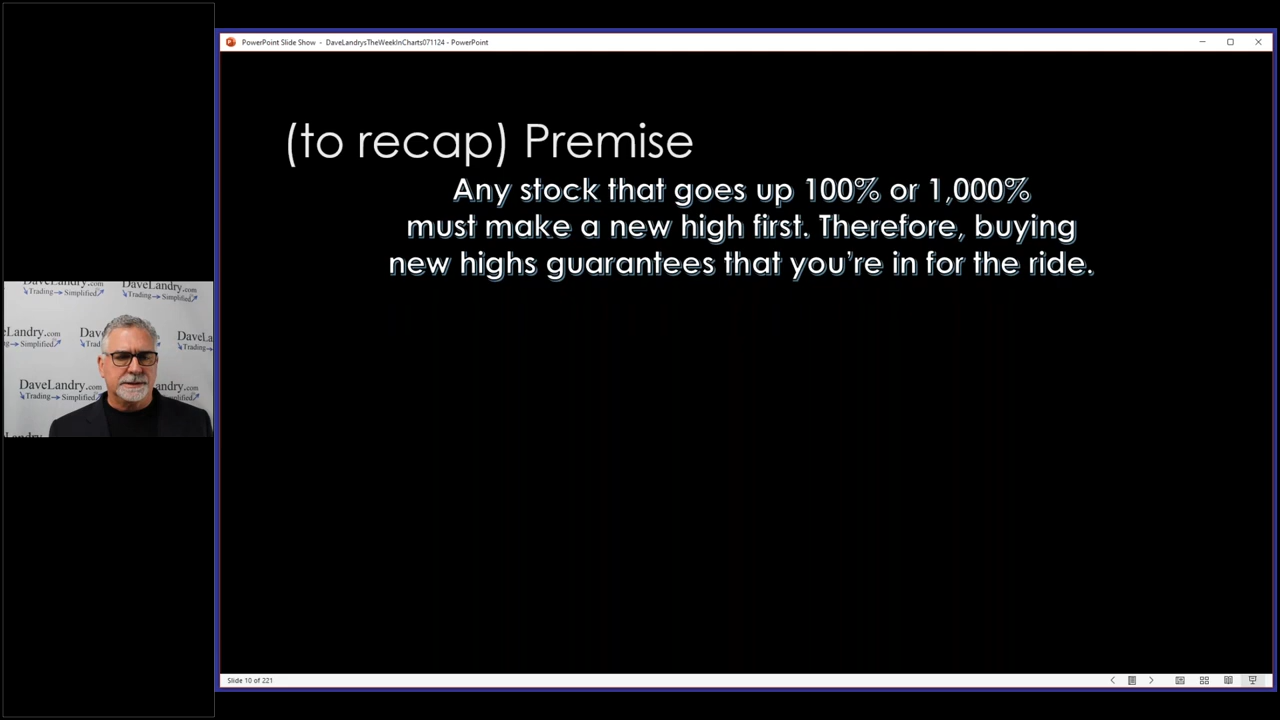 PowerPoint Slide Show - DaveLandrysTheWeekInCharts071124 - PowerPoint
(to recap) Premise
Any stock that goes up 100% or 1,000%
must make a new high first. Therefore, buying
new highs guarantees that you're in for the ride.
DaveLandry.com
Trading Simplified
Slide 10 of 221